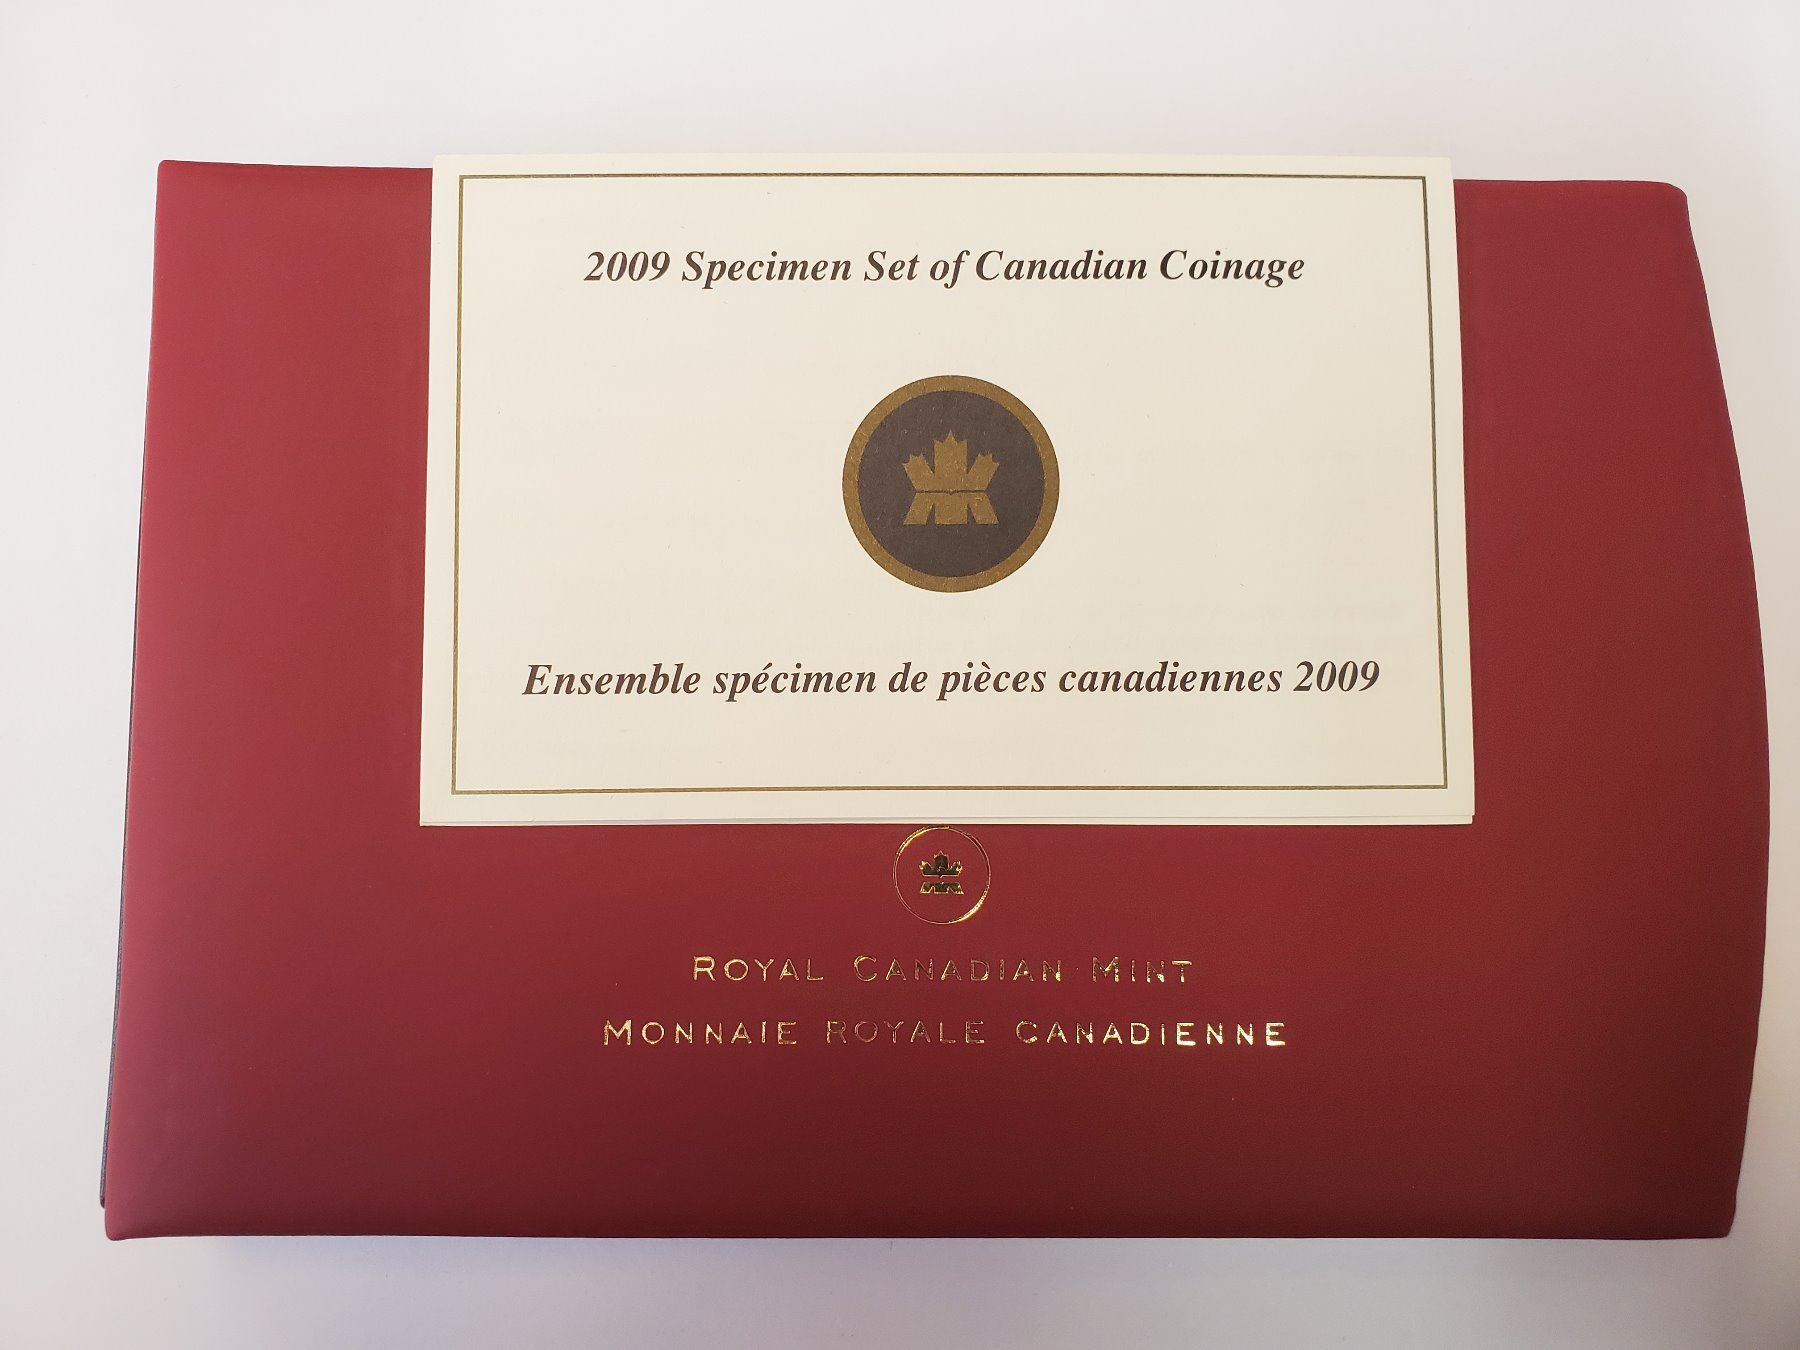 2009 Specimen Set of Canadian Coinage
Ensemble spécimen de pièces canadiennes 2009
ROYAL CANADIAN MINT
MONNAIE ROYALE CANADIENNE